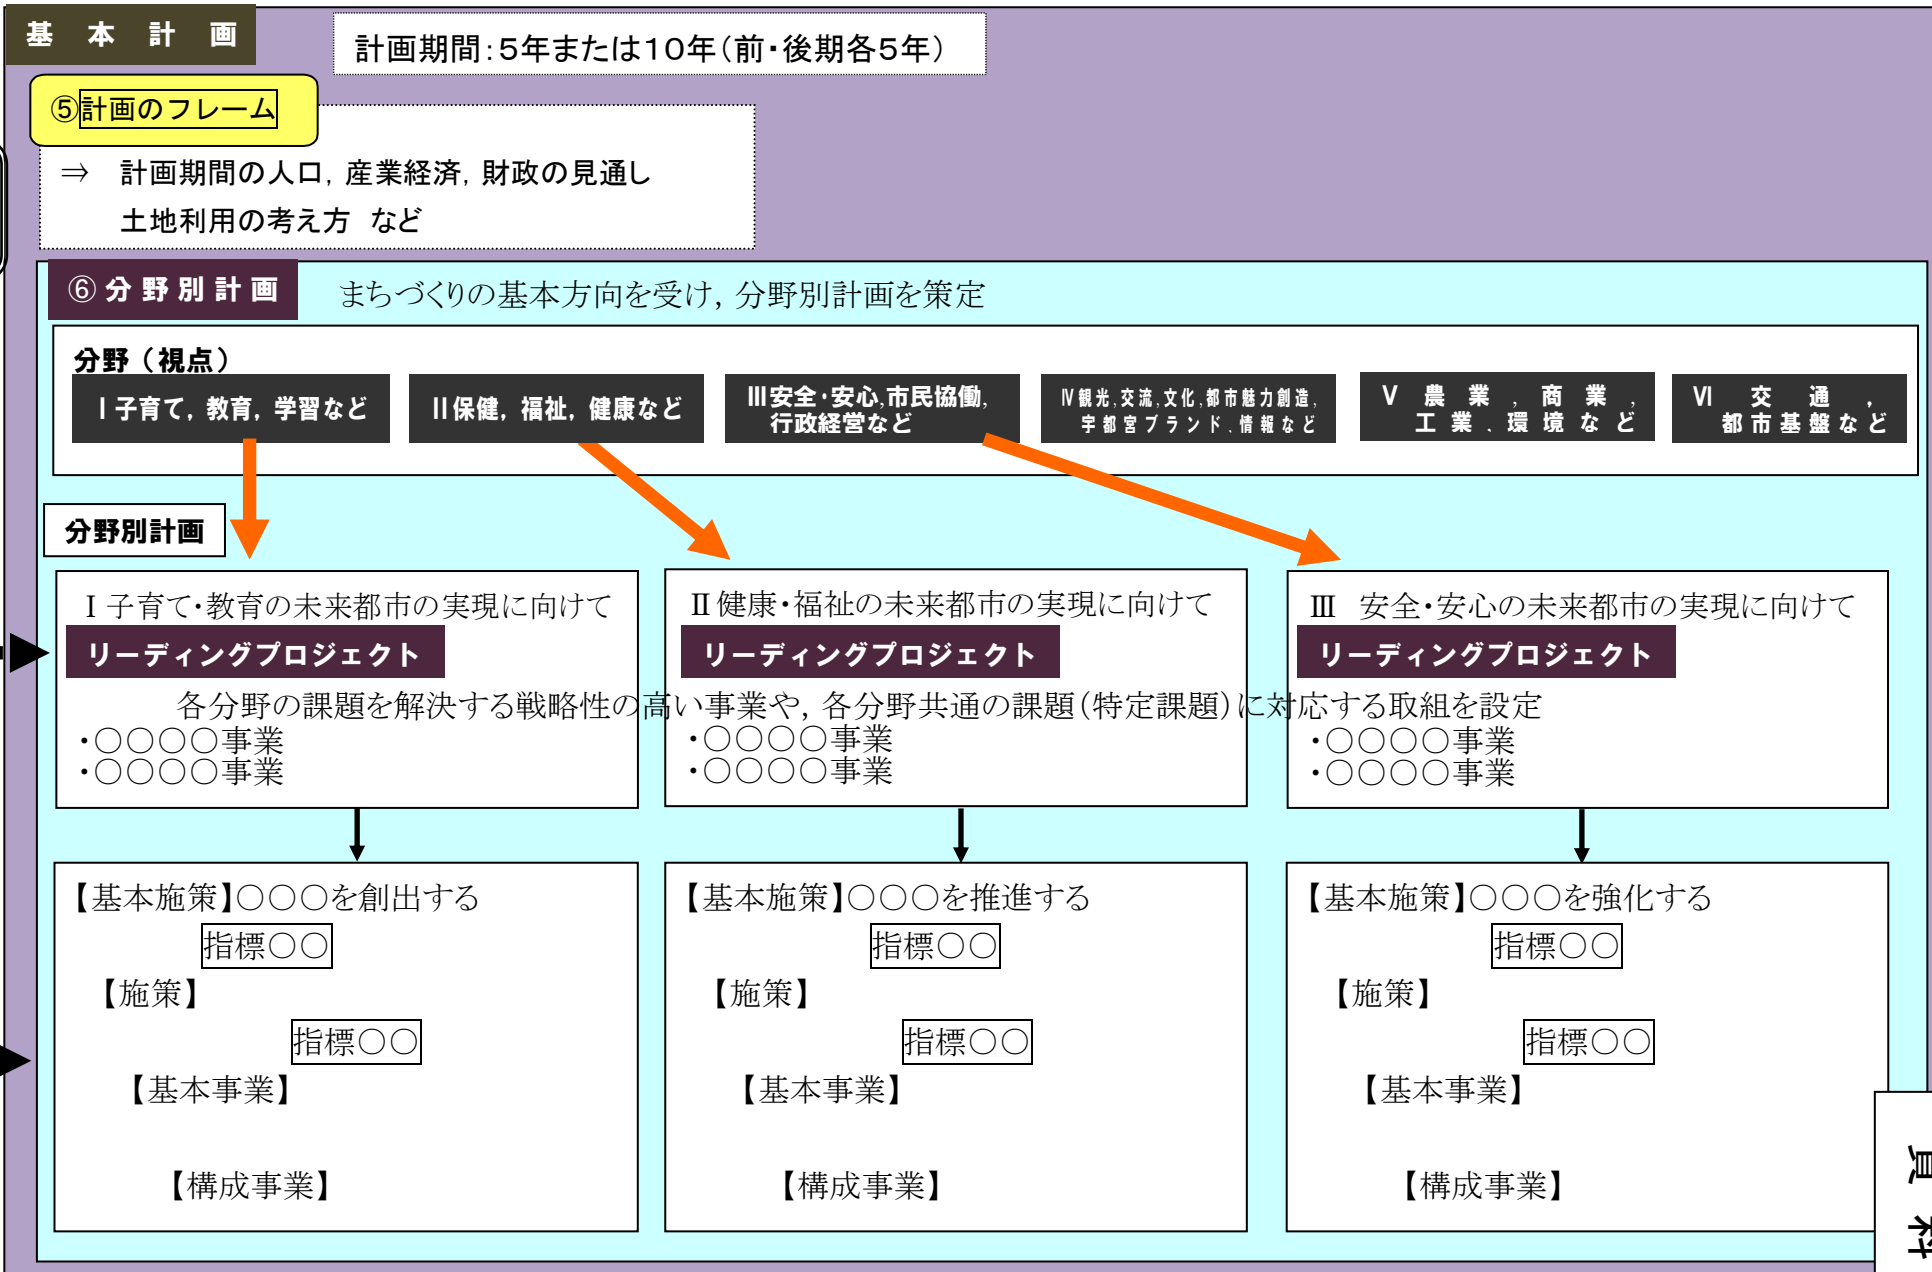 基本計画
計画期間：5年または10年（前・後期各5年）
⑤計画のフレーム
⇒　計画期間の人口，産業経済，財政の見通し
土地利用の考え方　など
⑥分野別計画
まちづくりの基本方向を受け，分野別計画を策定
分野（視点）
Ⅰ子育て，教育，学習など
Ⅱ保健，福祉，健康など
Ⅲ安全・安心,市民協働,
行政経営など
Ⅳ観光,交流,文化,都市魅力創造,
宇都宮ブランド,情報など
Ⅴ　農業，商業，
工業、環境など
Ⅵ　交通，
都市基盤など
分野別計画
Ⅰ子育て・教育の未来都市の実現に向けて
リーディングプロジェクト
Ⅱ健康・福祉の未来都市の実現に向けて
リーディングプロジェクト
Ⅲ　安全・安心の未来都市の実現に向けて
リーディングプロジェクト
各分野の課題を解決する戦略性の高い事業や，各分野共通の課題（特定課題）に対応する取組を設定
・○○○○事業
・○○○○事業
・○○○○事業
・○○○○事業
・○○○○事業
・○○○○事業
【基本施策】○○○を創出する
指標○○
【施策】
指標○○
【基本事業】
【構成事業】
【基本施策】○○○を推進する
指標○○
【施策】
指標○○
【基本事業】
【構成事業】
【基本施策】○○○を強化する
指標○○
【施策】
指標○○
【基本事業】
【構成事業】